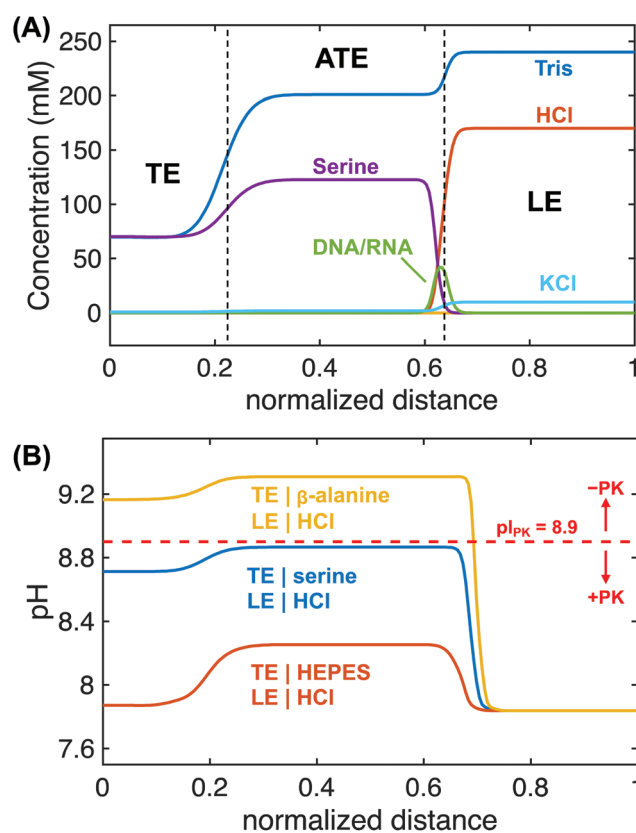 (A)
250
200
150
100
50
0
Concentration (mM)
TE
ATE
LE
Tris
HCl
Serine
DNA/RNA
KCl
0
0.2
0.4
0.6
0.8
1
normalized distance
(B)
9.2
8.8
8.4
8
7.6
pH
TE | β-alanine
LE | HCl
−PK
pIPK = 8.9
+PK
TE | serine
LE | HCl
TE | HEPES
LE | HCl
0
0.2
0.4
0.6
0.8
1
normalized distance